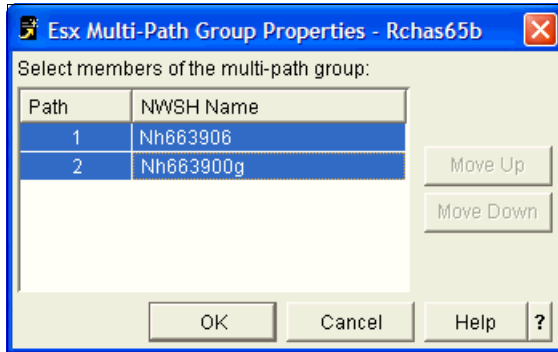 Esx Multi-Path Group Properties - Rchas65b
Select members of the multi-path group:
Path NWSH Name
1 Nh663906
2 Nh663900g
Move Up
Move Down
OK Cancel Help ?